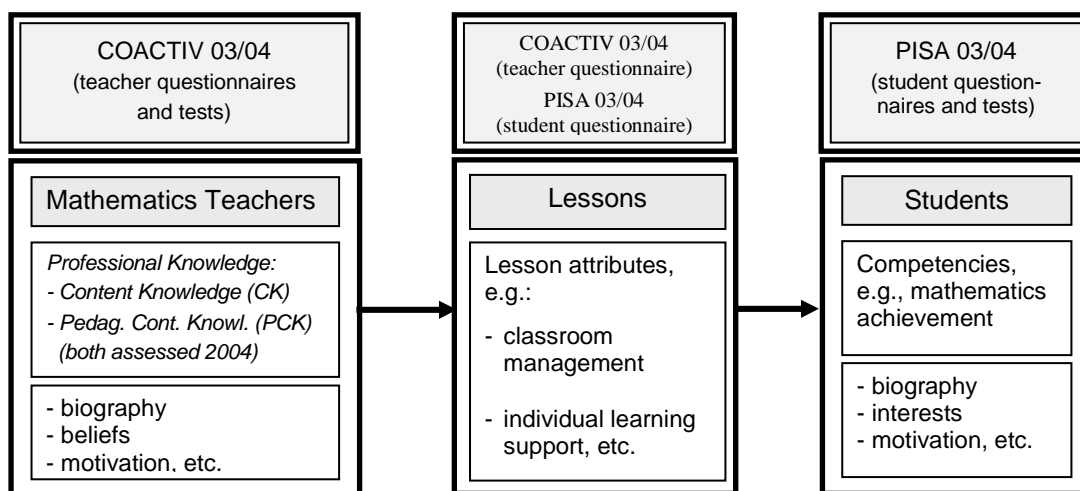 COACTIV 03/04
(teacher questionnaires
and tests)
Mathematics Teachers
Professional Knowledge:
- Content Knowledge (CK)
- Pedag. Cont. Knowl. (PCK)
(both assessed 2004)
- biography
- beliefs
- motivation, etc.
COACTIV 03/04
(teacher questionnaire)
PISA 03/04
(student questionnaire)
Lessons
Lesson attributes,
e.g.:
- classroom
management
- individual learning
support, etc.
PISA 03/04
(student question-
naires and tests)
Students
Competencies,
e.g., mathematics
achievement
- biography
- interests
- motivation, etc.